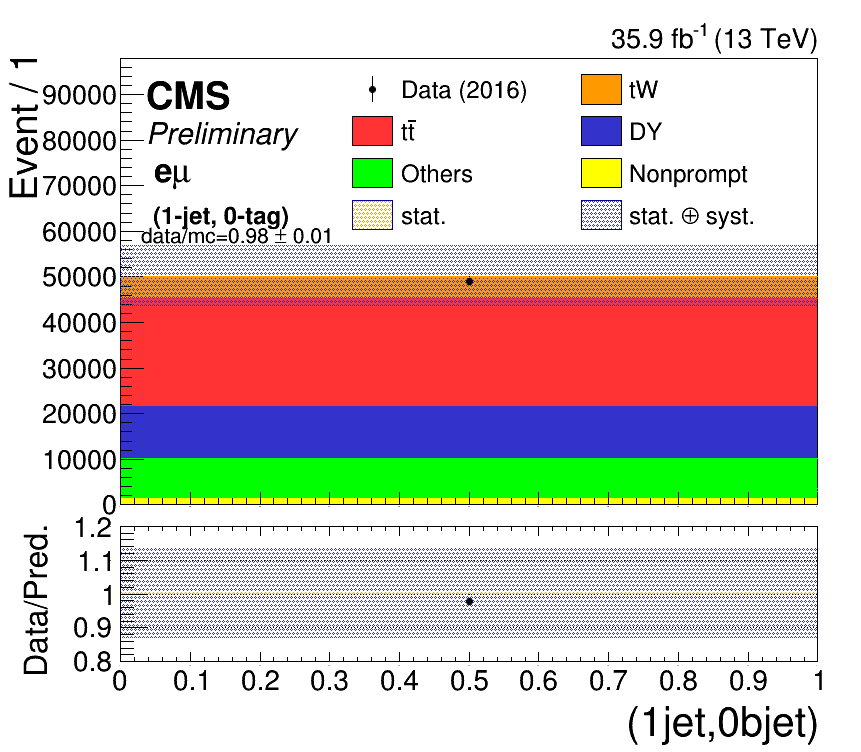 35.9 fb⁻¹ (13 TeV)
Event / 1
CMS
Preliminary
eμ
(1-jet, 0-tag)
data/mc=0.98 ± 0.01
Data (2016)
tW
tt̄
DY
Others
Nonprompt
stat.
stat. ⊕ syst.
90000
80000
70000
60000
50000
40000
30000
20000
10000
0
Data/Pred.
1.2
1.1
1
0.9
0.8
0 0.1 0.2 0.3 0.4 0.5 0.6 0.7 0.8 0.9 1
(1jet,0bjet)